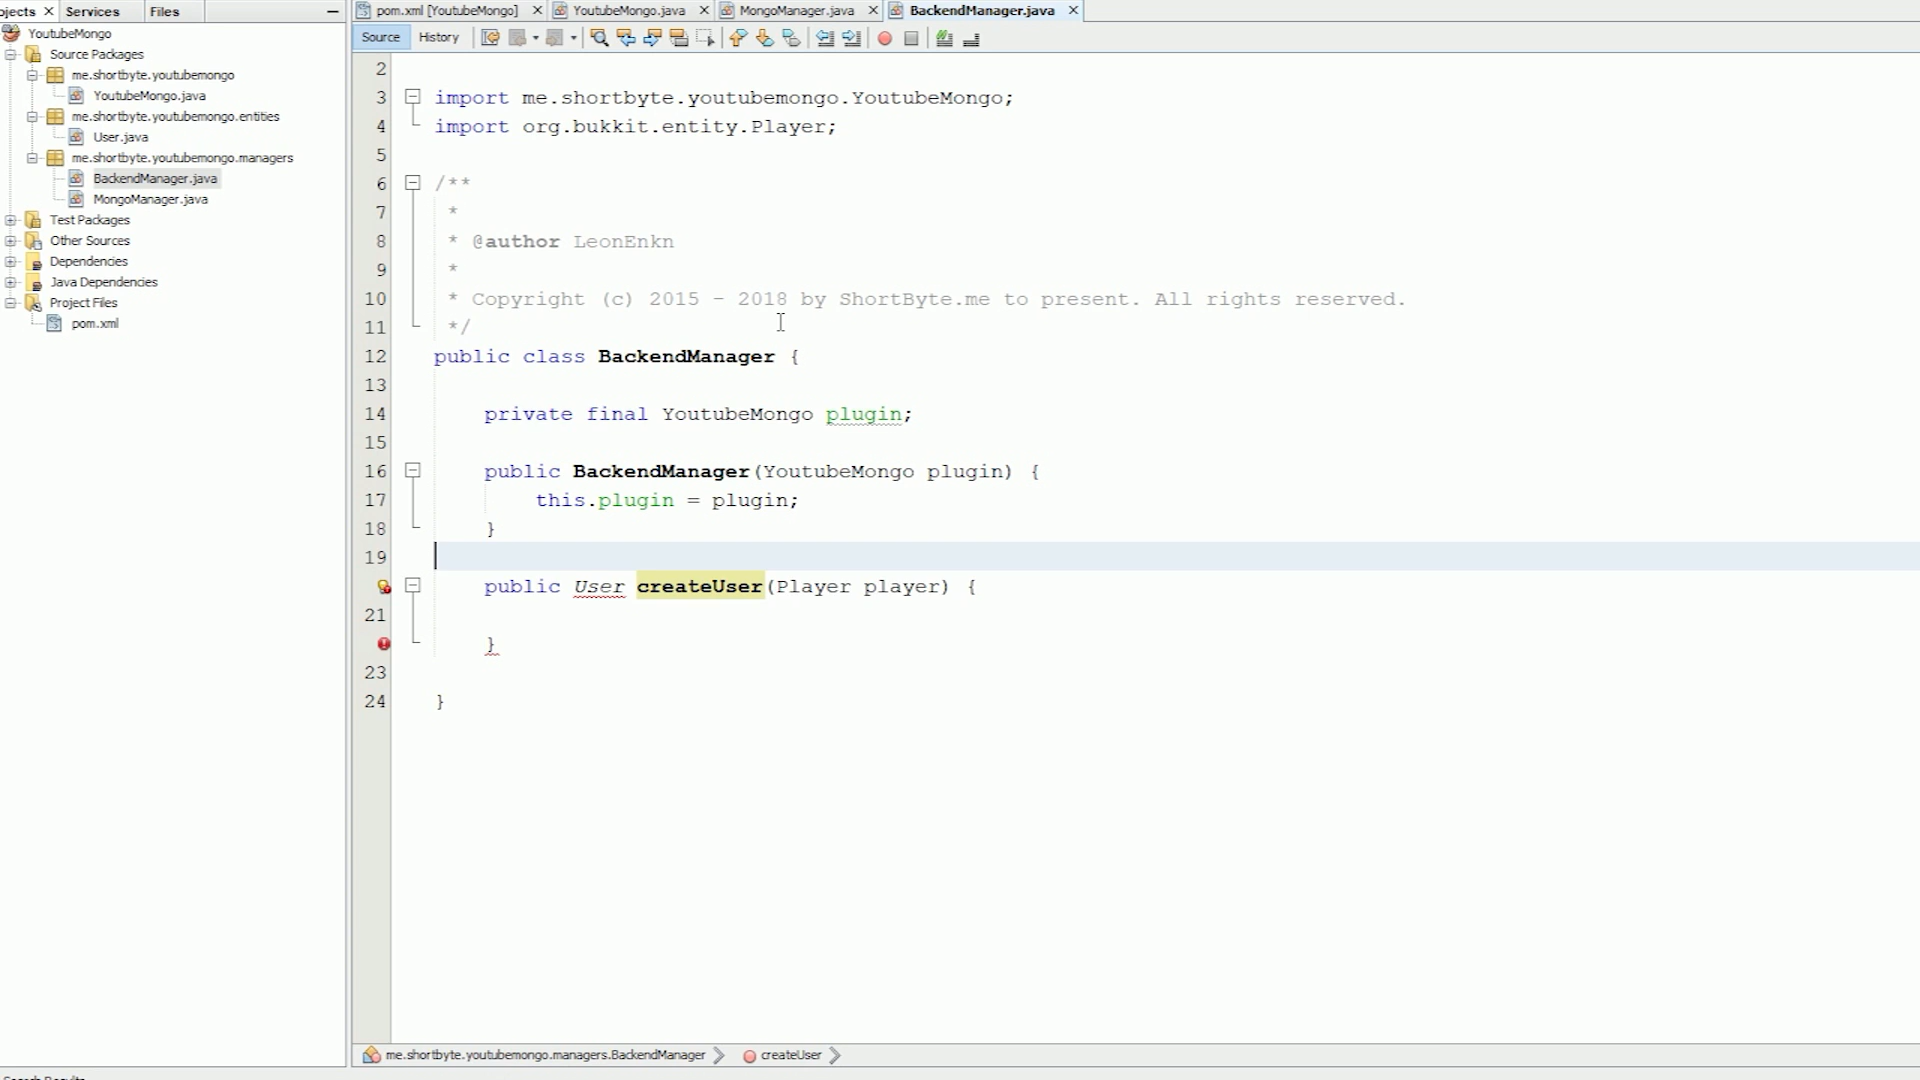 ojects Services Files
YoutubeMongo
Source Packages
me.shortbyte.youtubemongo
YoutubeMongo.java
me.shortbyte.youtubemongo.entities
User.java
me.shortbyte.youtubemongo.managers
BackendManager.java
MongoManager.java
Test Packages
Other Sources
Dependencies
Java Dependencies
Project Files
pom.xml
pom.xml [YoutubeMongo] YoutubeMongo.java MongoManager.java BackendManager.java
Source History
2
3 import me.shortbyte.youtubemongo.YoutubeMongo;
4 import org.bukkit.entity.Player;
5
6 /**
7 *
8 * @author LeonEnkn
9 *
10 * Copyright (c) 2015 - 2018 by ShortByte.me to present. All rights reserved.
11 */
12 public class BackendManager {
13
14 private final YoutubeMongo plugin;
15
16 public BackendManager(YoutubeMongo plugin) {
17 this.plugin = plugin;
18 }
19
public User createUser(Player player) {
21
}
23
24 }
me.shortbyte.youtubemongo.managers.BackendManager createUser